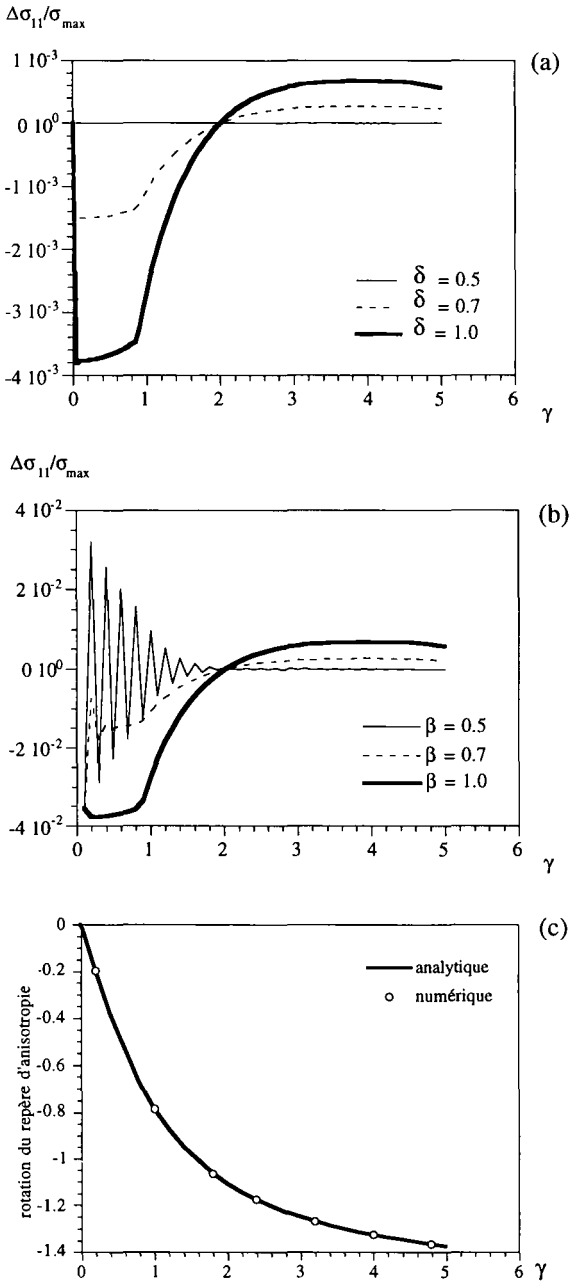 Δσ₁₁/σmax
(a)
1 10⁻³
0 10⁰
-1 10⁻³
-2 10⁻³
-3 10⁻³
-4 10⁻³
δ = 0.5
δ = 0.7
δ = 1.0
0 1 2 3 4 5 6
γ
Δσ₁₁/σmax
(b)
4 10⁻²
2 10⁻²
0 10⁰
-2 10⁻²
-4 10⁻²
β = 0.5
β = 0.7
β = 1.0
0 1 2 3 4 5 6
γ
(c)
0
-0.2
-0.4
-0.6
-0.8
-1
-1.2
-1.4
rotation du repère d'anisotropie
analytique
numérique
0 1 2 3 4 5 6
γ